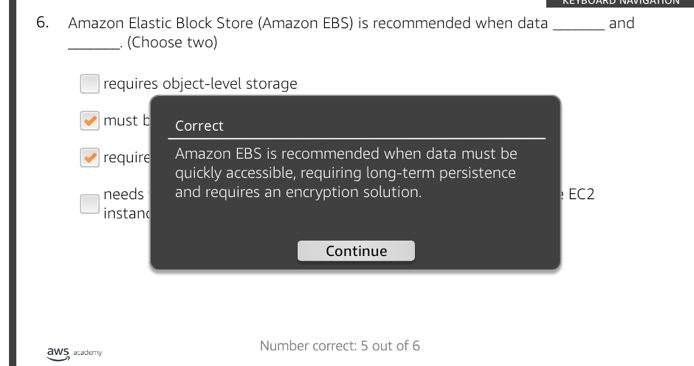 KEYBOARD NAVIGATION
6. Amazon Elastic Block Store (Amazon EBS) is recommended when data _______ and
_______. (Choose two)
requires object-level storage
must b
require
needs
instanc
EC2
Correct
Amazon EBS is recommended when data must be
quickly accessible, requiring long-term persistence
and requires an encryption solution.
Continue
Number correct: 5 out of 6
aws academy